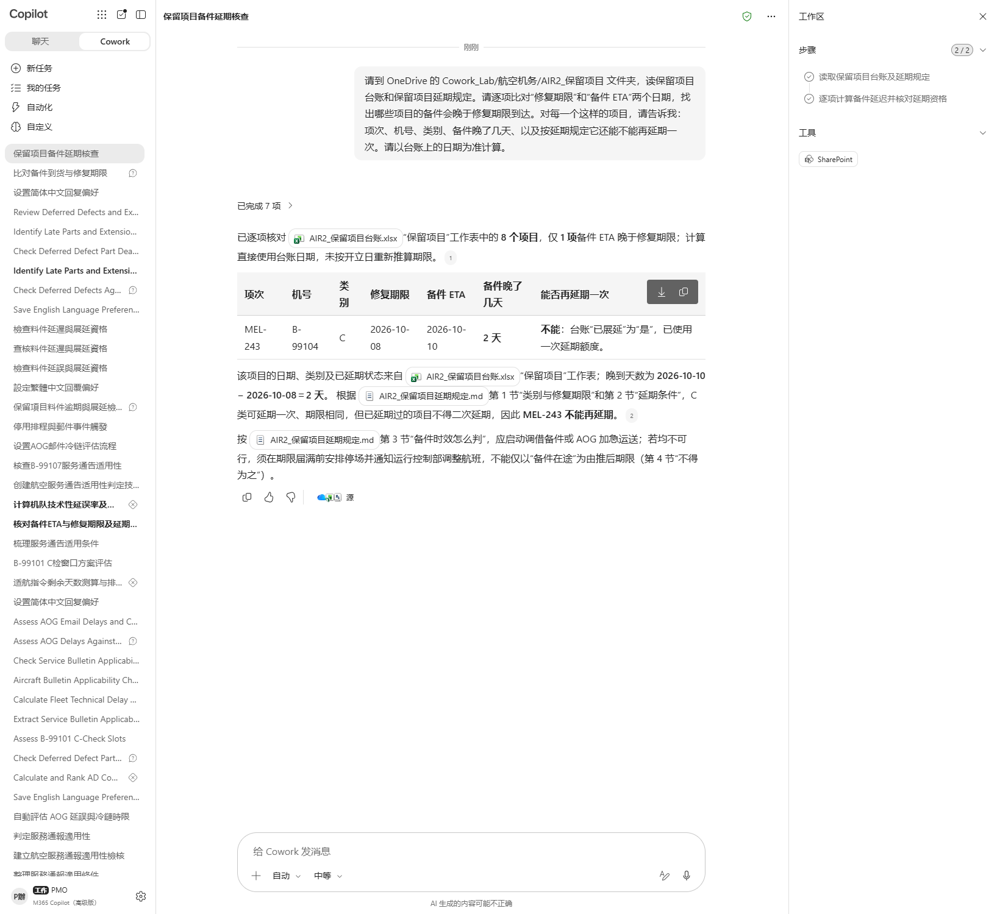 Copilot
聊天
Cowork
新任务
我的任务
自动化
自定义
保留项目备件延期核查
比对备件到货与修复期限
设置简体中文回复偏好
Review Deferred Defects and Ex...
Identify Late Parts and Extensio...
Check Deferred Defect Part Dea...
Identify Late Parts and Extensi...
Check Deferred Defects Ag...
Save English Language Preferen...
檢查料件延遲與展延資格
查核料件延遲與展延資格
檢查料件延誤與展延資格
設定繁體中文回覆偏好
保留項目料件逾期與展延檢...
停用排程與郵件事件觸發
设置AOG邮件冷链评估流程
核查B-99107服务通告适用性
创建航空服务通告适用性判定技...
计算机队技术性延误率及...
核对备件ETA与修复期限及延期...
梳理服务通告适用条件
B-99101 C检窗口方案评估
适航指令剩余天数测算与排...
设置简体中文回复偏好
Assess AOG Email Delays and C...
Assess AOG Delays Against...
Check Service Bulletin Applicabi...
Aircraft Bulletin Applicability Ch...
Calculate Fleet Technical Delay ...
Extract Service Bulletin Applicab...
Assess B-99101 C-Check Slots
Check Deferred Defect Part...
Calculate and Rank AD Co...
Save English Language Preferen...
自動評估 AOG 延誤與冷鏈時限
判定服務通報適用性
建立航空服務通報適用性檢核
整理服務通報適用條件
P辦
工作 PMO
M365 Copilot（高级版）
保留项目备件延期核查
刚刚
请到 OneDrive 的 Cowork_Lab/航空机务/AIR2_保留项目 文件夹，读保留项目
台账和保留项目延期规定。请逐项比对“修复期限”和“备件 ETA”两个日期，找
出哪些项目的备件会晚于修复期限到达。对每一个这样的项目，请告诉我：
项次、机号、类别、备件晚了几天、以及按延期规定它还能不能再延期一
次。请以台账上的日期为准计算。
已完成 7 项
已逐项核对 AIR2_保留项目台账.xlsx “保留项目”工作表中的 8 个项目，仅 1 项备件 ETA 晚于修复期限；计算
直接使用台账日期，未按开立日重新推算期限。 1
项次 机号 类别 修复期限 备件 ETA 备件晚了几天 能否再延期一次
MEL-243 B-99104 C 2026-10-08 2026-10-10 2 天 不能：台账“已展延”为“是”，已使用一次延期额度。
该项目的日期、类别及已延期状态来自 AIR2_保留项目台账.xlsx “保留项目”工作表；晚到天数为 2026-10-10
− 2026-10-08 = 2 天。 根据 AIR2_保留项目延期规定.md 第 1 节“类别与修复期限”和第 2 节“延期条件”，C
类可延期一次、期限相同，但已延期过的项目不得二次延期，因此 MEL-243 不能再延期。 2
按 AIR2_保留项目延期规定.md 第 3 节“备件时效怎么判”，应启动调借备件或 AOG 加急运送；若均不可
行，须在期限届满前安排停场并通知运行控制部调整航班，不能仅以“备件在途”为由推后期限（第 4 节“不得
为之”）。
源
给 Cowork 发消息
自动
中等
AI 生成的内容可能不正确
工作区
步骤
2 / 2
读取保留项目台账及延期规定
逐项计算备件延迟并核对延期资格
工具
SharePoint